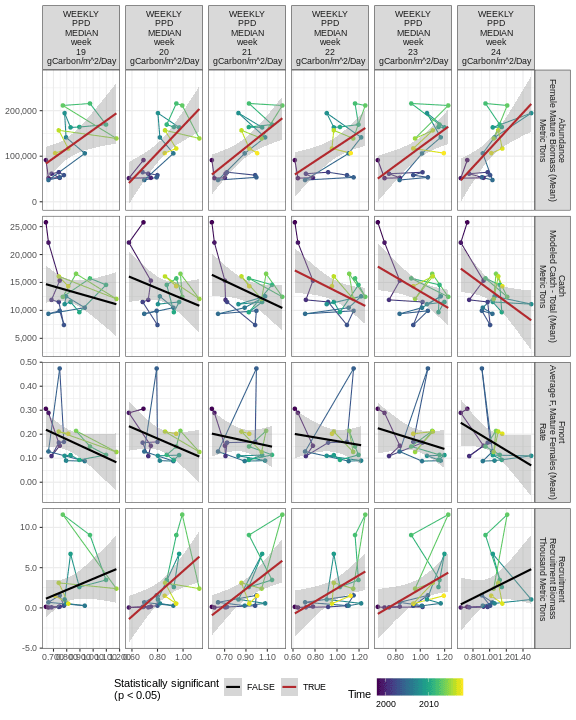 WEEKLY PPD MEDIAN week 19 gCarbon/m^2/Day
WEEKLY PPD MEDIAN week 20 gCarbon/m^2/Day
WEEKLY PPD MEDIAN week 21 gCarbon/m^2/Day
WEEKLY PPD MEDIAN week 22 gCarbon/m^2/Day
WEEKLY PPD MEDIAN week 23 gCarbon/m^2/Day
WEEKLY PPD MEDIAN week 24 gCarbon/m^2/Day
200,000
100,000
0
Abundance
Female Mature Biomass (Mean)
Metric Tons
25,000
20,000
15,000
10,000
5,000
Catch
Modeled Catch - Total (Mean)
Metric Tons
0.50
0.40
0.30
0.20
0.10
0.00
Fmort
Average F, Mature Females (Mean)
Rate
10.0
5.0
0.0
-5.0
Recruitment
Recruitment Biomass
Thousand Metric Tons
0.80 1.00
0.70 0.90 1.10
0.60 0.80 1.00 1.20
0.80 1.00 1.20
0.80 1.00 1.20 1.40
Statistically significant
(p < 0.05)
FALSE
TRUE
Time
2000
2010